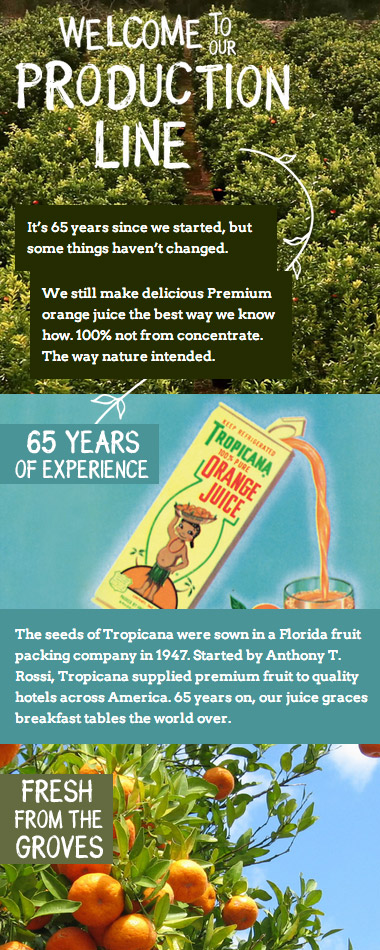 WELCOME TO OUR
PRODUCTION
LINE
It's 65 years since we started, but
some things haven't changed.
We still make delicious Premium
orange juice the best way we know
how. 100% not from concentrate.
The way nature intended.
65 YEARS
OF EXPERIENCE
KEEP REFRIGERATED
TROPICANA
100% PURE
ORANGE
JUICE
The seeds of Tropicana were sown in a Florida fruit
packing company in 1947. Started by Anthony T.
Rossi, Tropicana supplied premium fruit to quality
hotels across America. 65 years on, our juice graces
breakfast tables the world over.
FRESH
FROM THE
GROVES